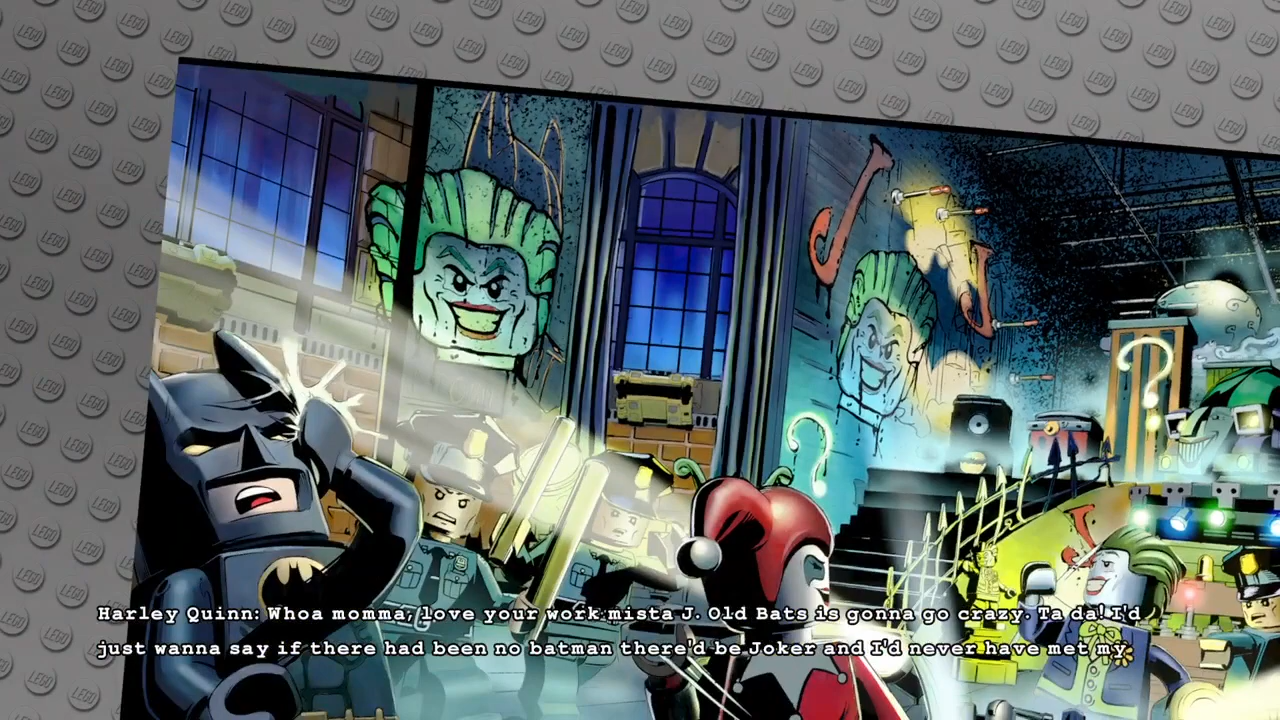 Harley Quinn: Whoa momma, love your work mista J. Old Bats is gonna go crazy. Ta da! I'd
just wanna say if there had been no batman there'd be Joker and I'd never have met my
LEGO
J
J
?
?
J